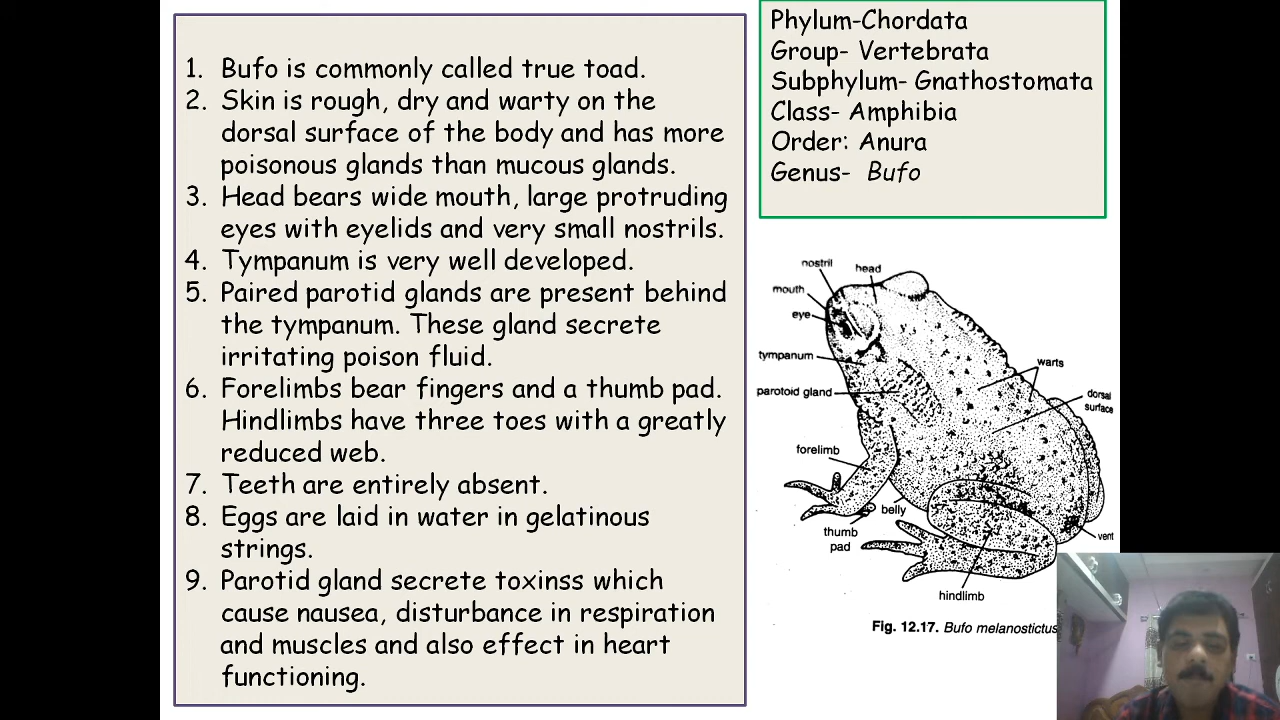 1. Bufo is commonly called true toad.
2. Skin is rough, dry and warty on the
dorsal surface of the body and has more
poisonous glands than mucous glands.
3. Head bears wide mouth, large protruding
eyes with eyelids and very small nostrils.
4. Tympanum is very well developed.
5. Paired parotid glands are present behind
the tympanum. These gland secrete
irritating poison fluid.
6. Forelimbs bear fingers and a thumb pad.
Hindlimbs have three toes with a greatly
reduced web.
7. Teeth are entirely absent.
8. Eggs are laid in water in gelatinous
strings.
9. Parotid gland secrete toxinss which
cause nausea, disturbance in respiration
and muscles and also effect in heart
functioning.
Phylum-Chordata
Group- Vertebrata
Subphylum- Gnathostomata
Class- Amphibia
Order: Anura
Genus- Bufo
nostril
head
mouth
eye
tympanum
parotoid gland
warts
dorsal
surface
forelimb
belly
thumb
pad
vent
hindlimb
Fig. 12.17. Bufo melanostictus